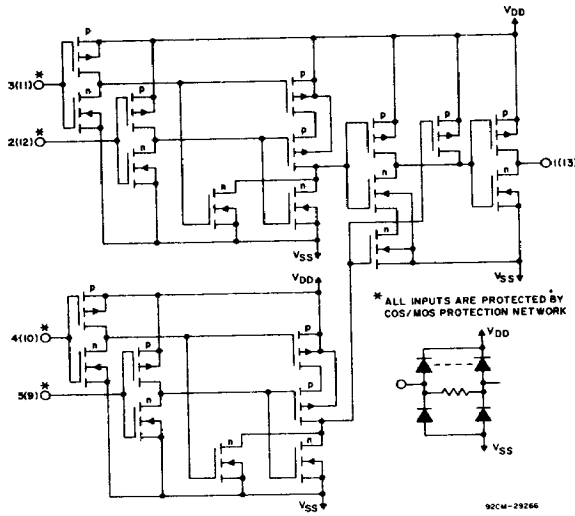 p
VDD
*
3(11)
n
p
p
p
p
p
2(12)
*
n
p
n
n
1(13)
n
n
n
VSS
VSS
VDD
* ALL INPUTS ARE PROTECTED BY
COS/MOS PROTECTION NETWORK
p
p
p
VDD
4(10)
*
n
p
5(9)
*
n
n
n
VSS
VSS
92CM-29266